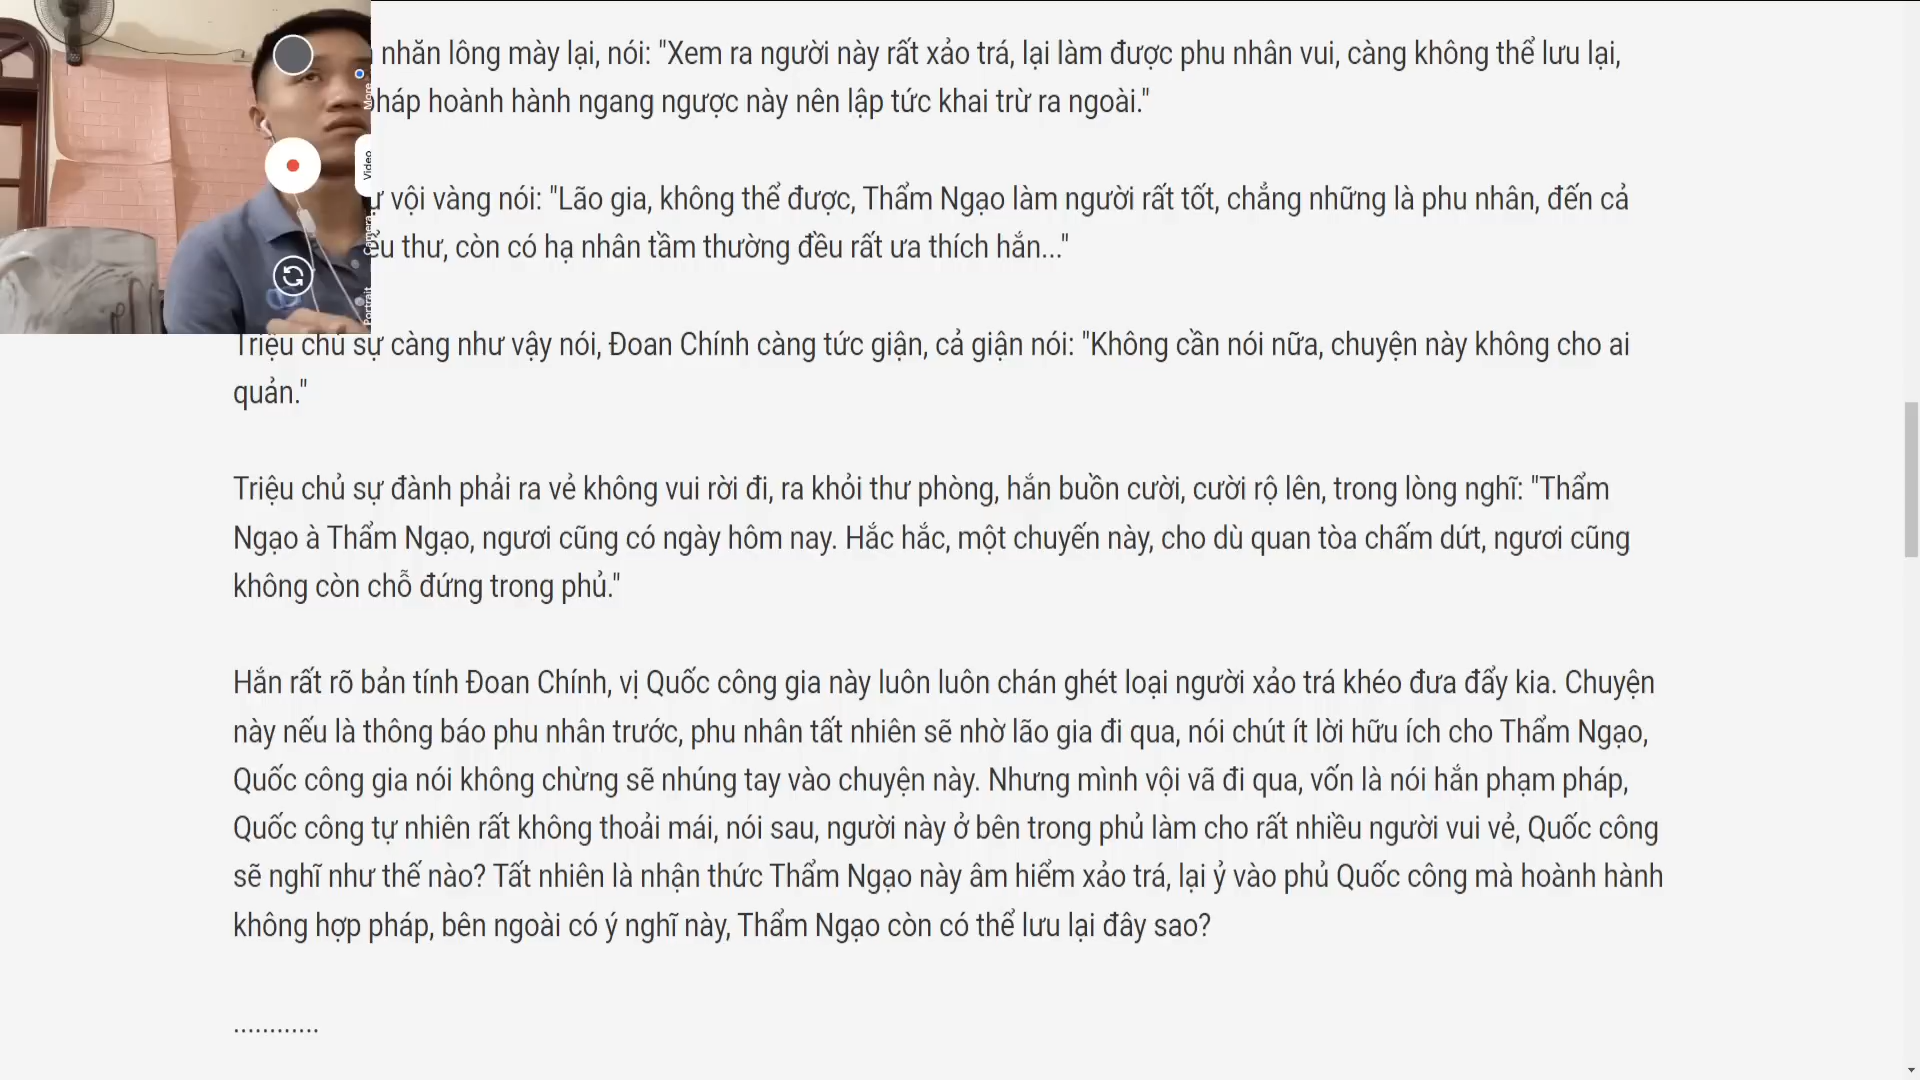 nhăn lông mày lại, nói: "Xem ra người này rất xảo trá, lại làm được phu nhân vui, càng không thể lưu lại,
háp hoành hành ngang ngược này nên lập tức khai trừ ra ngoài."
vội vàng nói: "Lão gia, không thể được, Thẩm Ngạo làm người rất tốt, chẳng những là phu nhân, đến cả
ểu thư, còn có hạ nhân tầm thường đều rất ưa thích hắn..."
More
Video
Camera
Portrait
Triệu chủ sự càng như vậy nói, Đoan Chính càng tức giận, cả giận nói: "Không cần nói nữa, chuyện này không cho ai
quản."
Triệu chủ sự đành phải ra vẻ không vui rời đi, ra khỏi thư phòng, hắn buồn cười, cười rộ lên, trong lòng nghĩ: "Thẩm
Ngạo à Thẩm Ngạo, ngươi cũng có ngày hôm nay. Hắc hắc, một chuyến này, cho dù quan tòa chấm dứt, ngươi cũng
không còn chỗ đứng trong phủ."
Hắn rất rõ bản tính Đoan Chính, vị Quốc công gia này luôn luôn chán ghét loại người xảo trá khéo đưa đẩy kia. Chuyện
này nếu là thông báo phu nhân trước, phu nhân tất nhiên sẽ nhờ lão gia đi qua, nói chút ít lời hữu ích cho Thẩm Ngạo,
Quốc công gia nói không chừng sẽ nhúng tay vào chuyện này. Nhưng mình vội vã đi qua, vốn là nói hắn phạm pháp,
Quốc công tự nhiên rất không thoải mái, nói sau, người này ở bên trong phủ làm cho rất nhiều người vui vẻ, Quốc công
sẽ nghĩ như thế nào? Tất nhiên là nhận thức Thẩm Ngạo này âm hiểm xảo trá, lại ỷ vào phủ Quốc công mà hoành hành
không hợp pháp, bên ngoài có ý nghĩ này, Thẩm Ngạo còn có thể lưu lại đây sao?
............